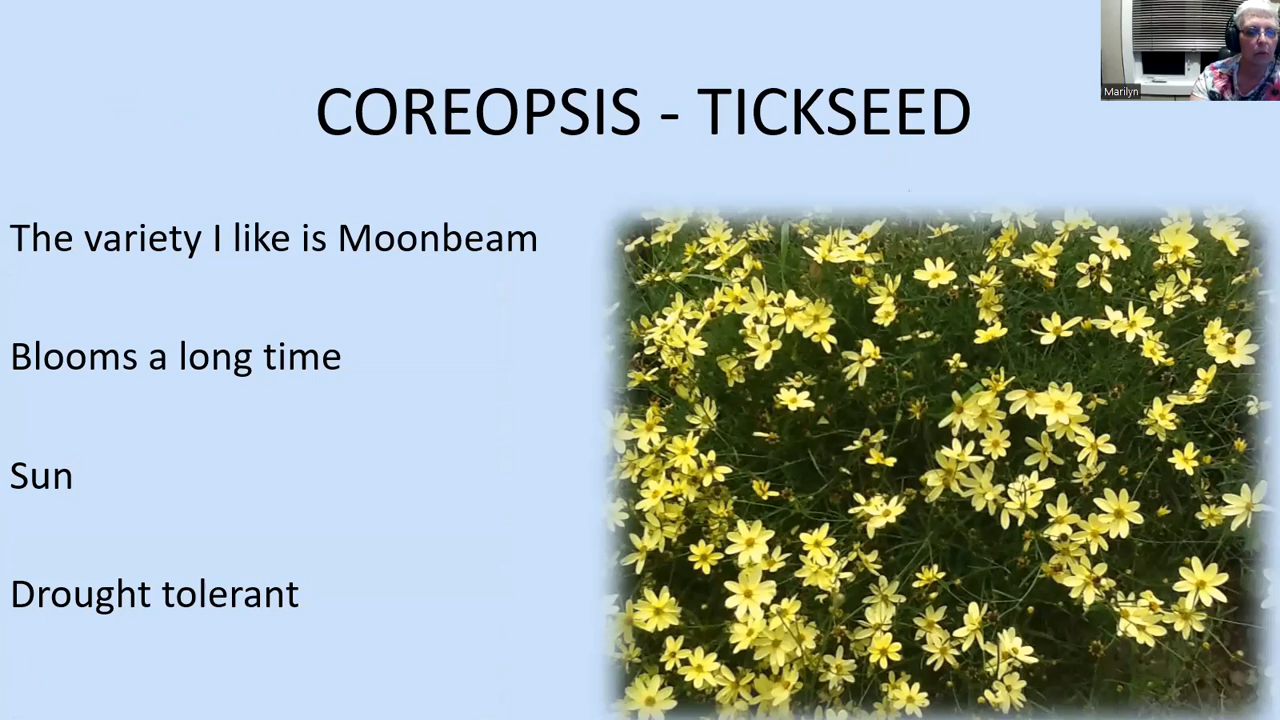 Marilyn
COREOPSIS - TICKSEED
The variety I like is Moonbeam
Blooms a long time
Sun
Drought tolerant